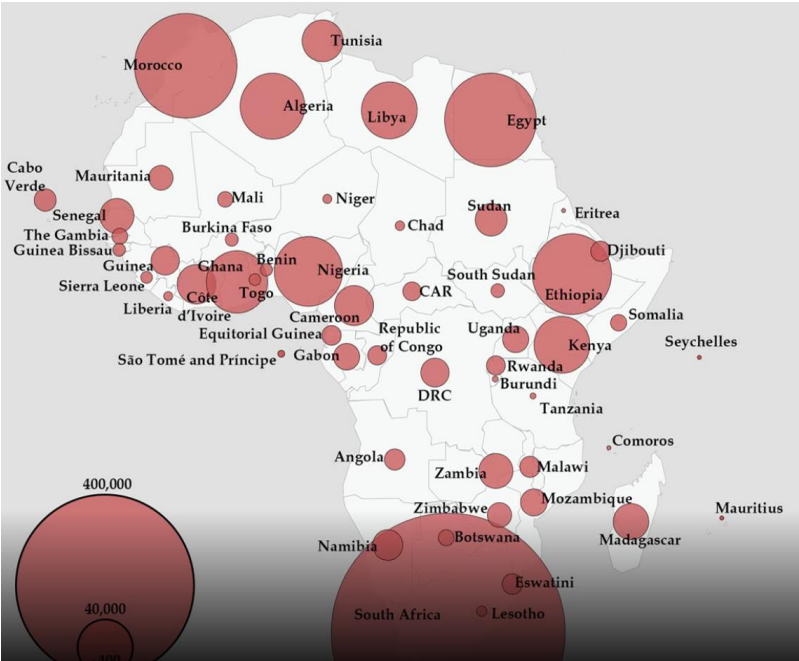 Tunisia
Morocco
Algeria
Libya
Egypt
Cabo
Verde
Mauritania
Mali
Niger
Senegal
Sudan
Eritrea
Chad
The Gambia
Burkina Faso
Guinea Bissau
Djibouti
Guinea
Ghana
Benin
Nigeria
South Sudan
Sierra Leone
Togo
CAR
Ethiopia
Côte
d’Ivoire
Liberia
Cameroon
Somalia
Equitorial Guinea
Republic
of Congo
Uganda
Kenya
Seychelles
São Tomé and Príncipe
Gabon
Rwanda
Burundi
DRC
Tanzania
Comoros
Angola
Zambia
Malawi
400,000
Mozambique
Zimbabwe
Mauritius
Namibia
Botswana
Madagascar
Eswatini
40,000
South Africa
Lesotho
100